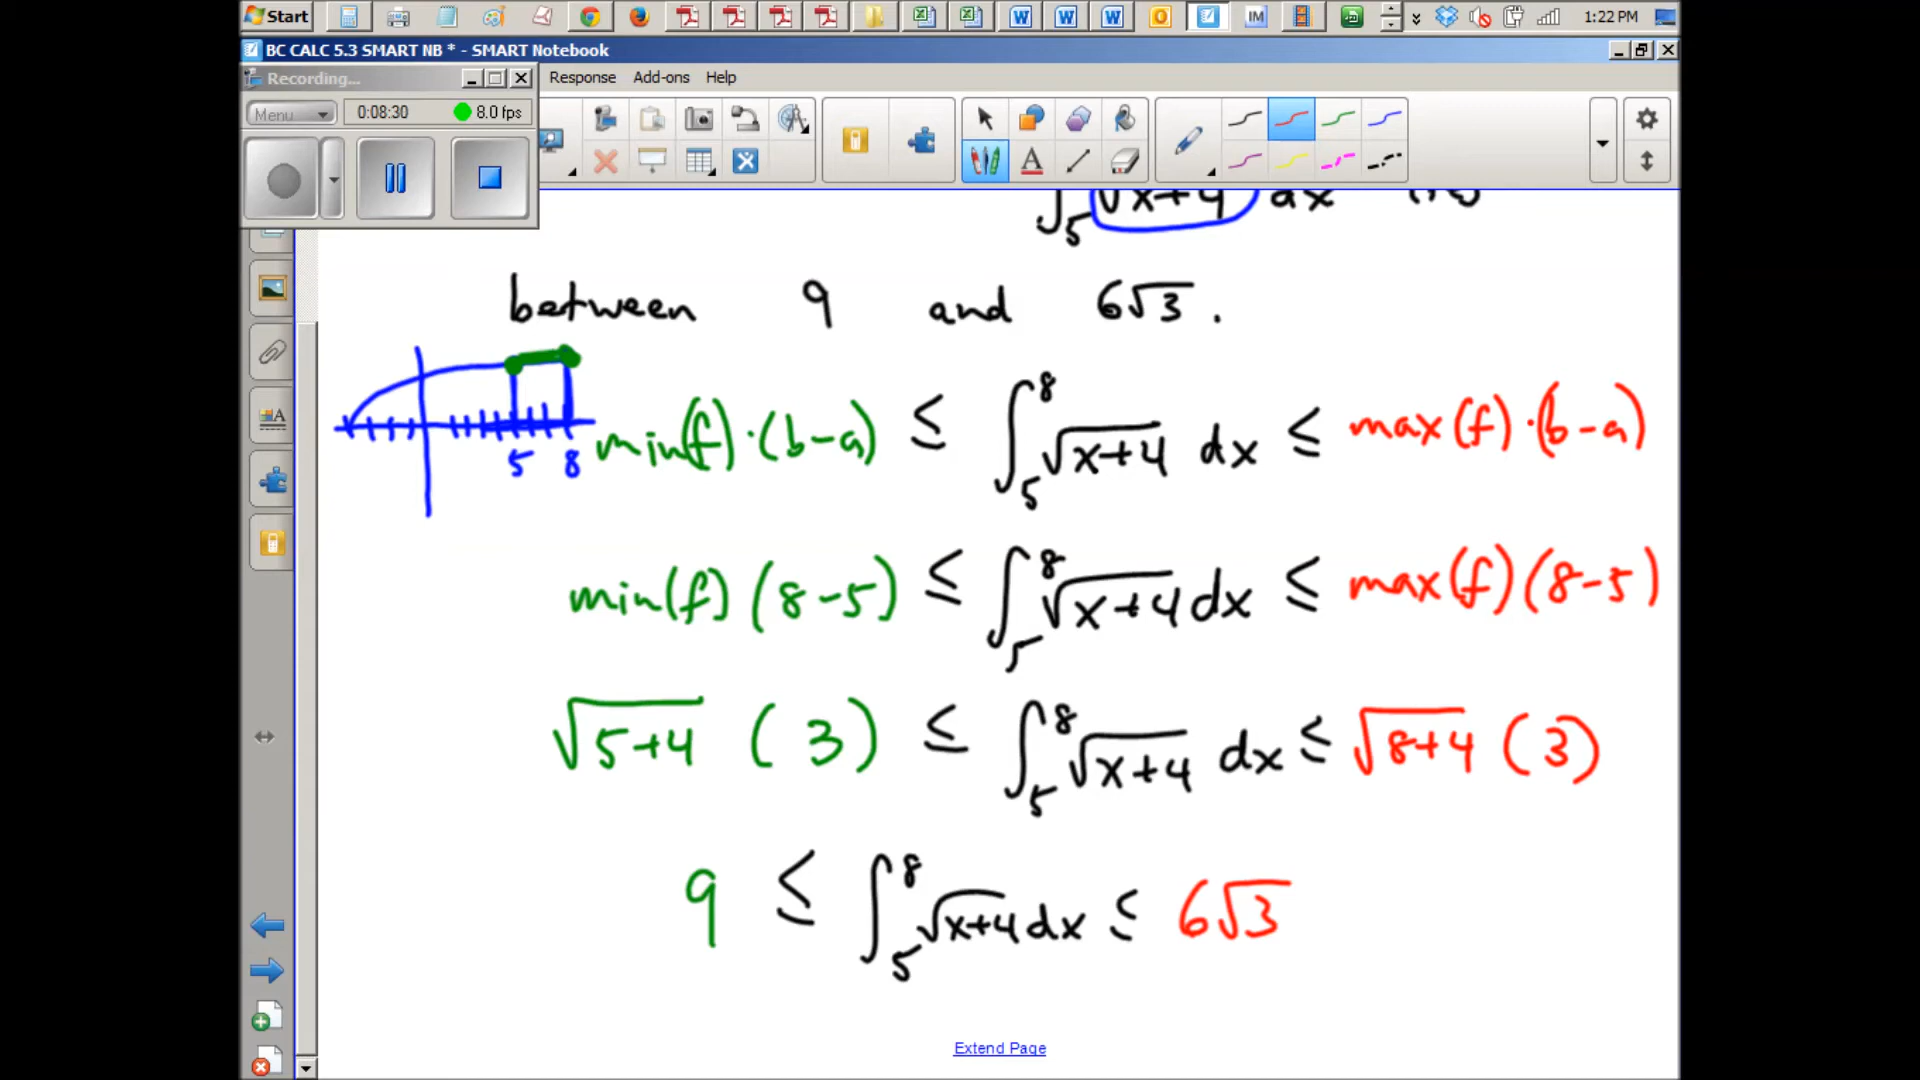 Start
1:22 PM
BC CALC 5.3 SMART NB * - SMART Notebook
Recording...
Response Add-ons Help
Menu 0:08:30 8.0 fps
∫₅ √x+4 dx
between 9 and 6√3 .
5 8
min(f)·(b-a) ≤ ∫₅⁸ √x+4 dx ≤ max(f)·(b-a)
min(f)(8-5) ≤ ∫₅⁸ √x+4 dx ≤ max(f)(8-5)
√5+4 (3) ≤ ∫₅⁸ √x+4 dx ≤ √8+4 (3)
9 ≤ ∫₅⁸ √x+4 dx ≤ 6√3
Extend Page